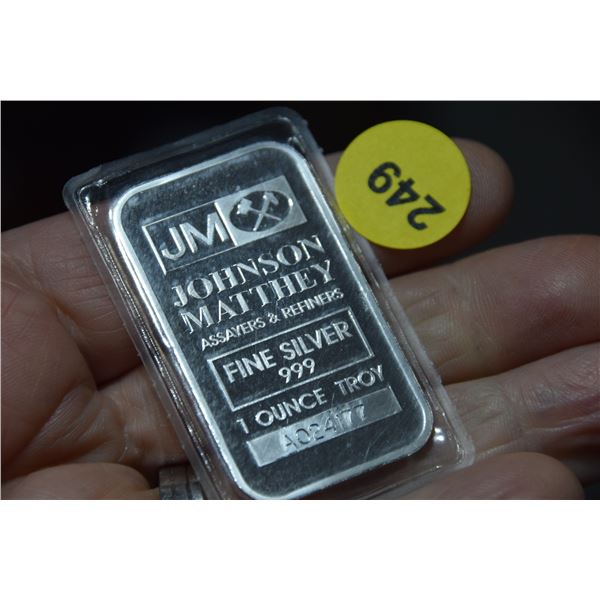 JM
JOHNSON
MATTHEY
ASSAYERS & REFINERS
FINE SILVER
999
1 OUNCE TROY
A024177
249